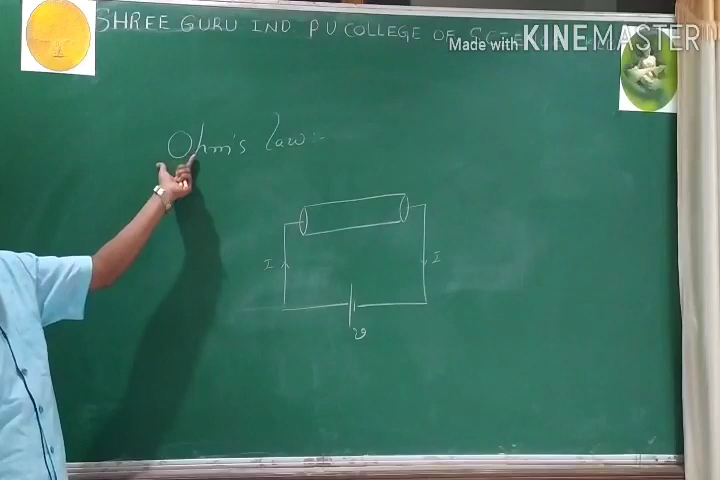 SHREE GURU IND PU COLLEGE OF
Made with KINEMASTER
Ohm's law :-
I
I
v